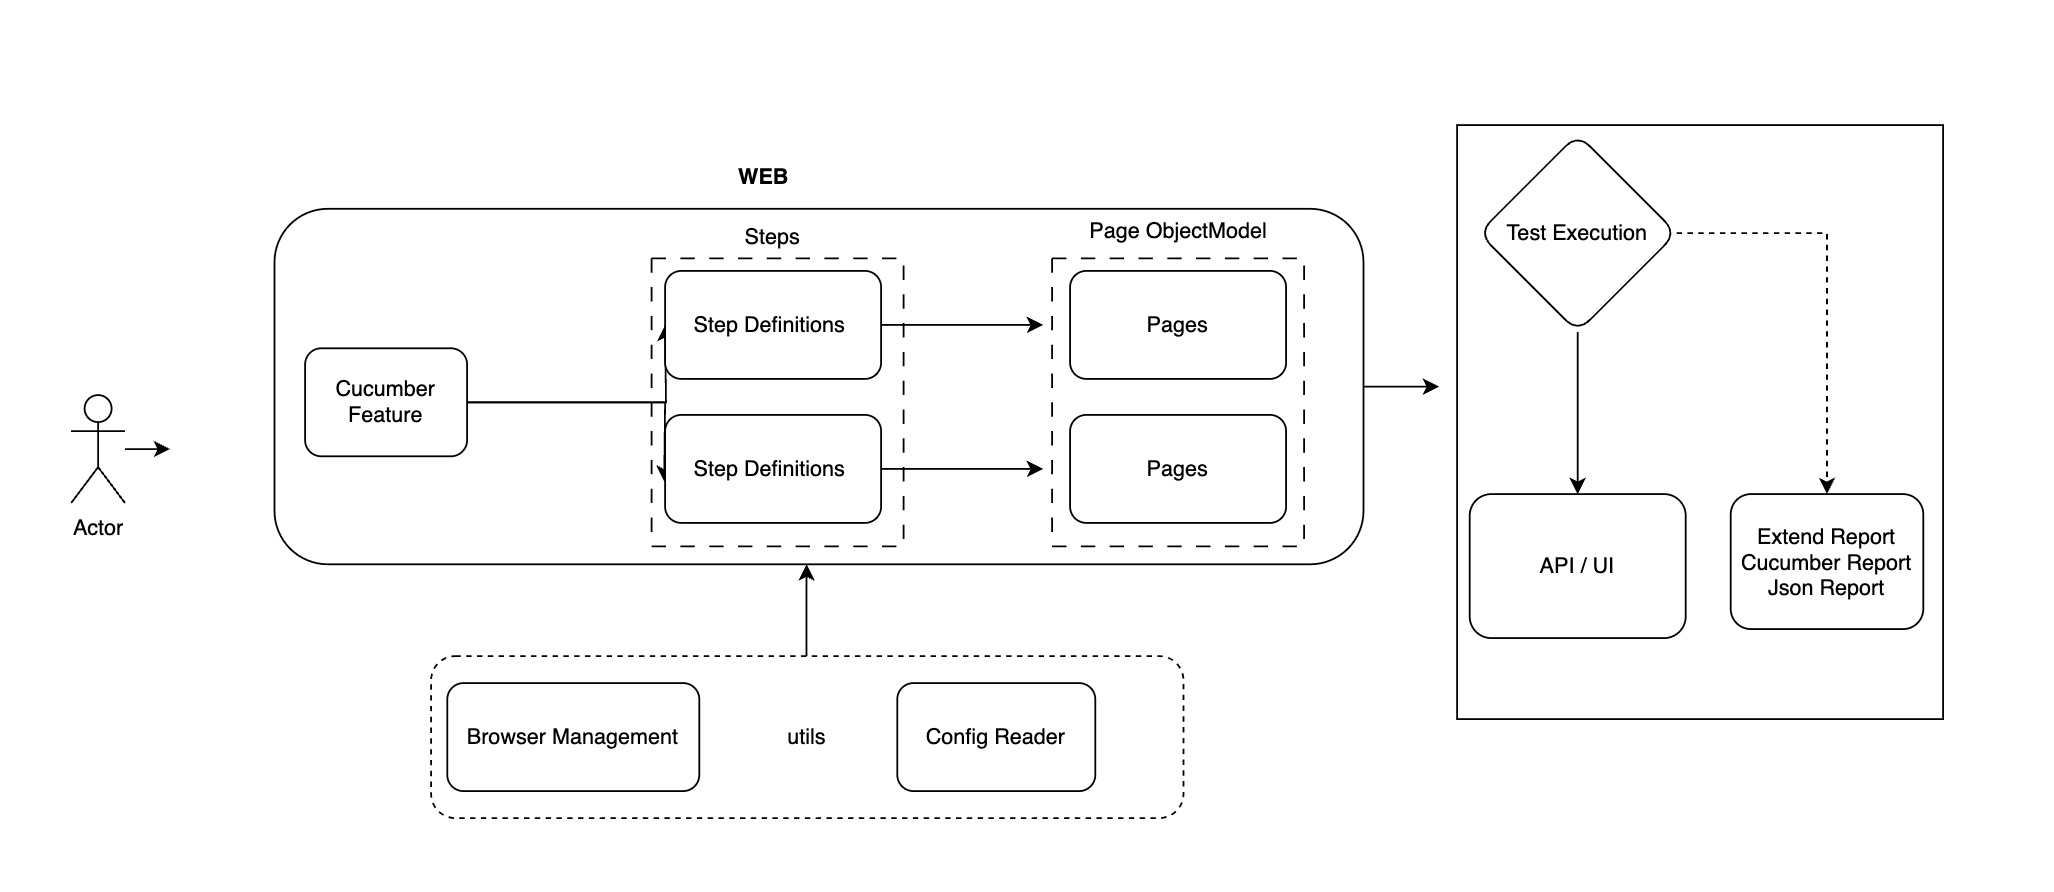 WEB
Steps
Page ObjectModel
Test Execution
Step Definitions
Pages
Cucumber
Feature
Step Definitions
Pages
Actor
API / UI
Extend Report
Cucumber Report
Json Report
Browser Management
utils
Config Reader